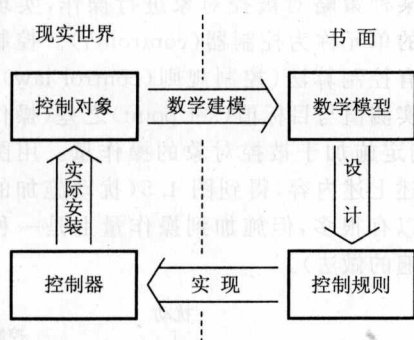 现实世界
书面
控制对象
数学建模
数学模型
实际安装
设计
控制器
实现
控制规则